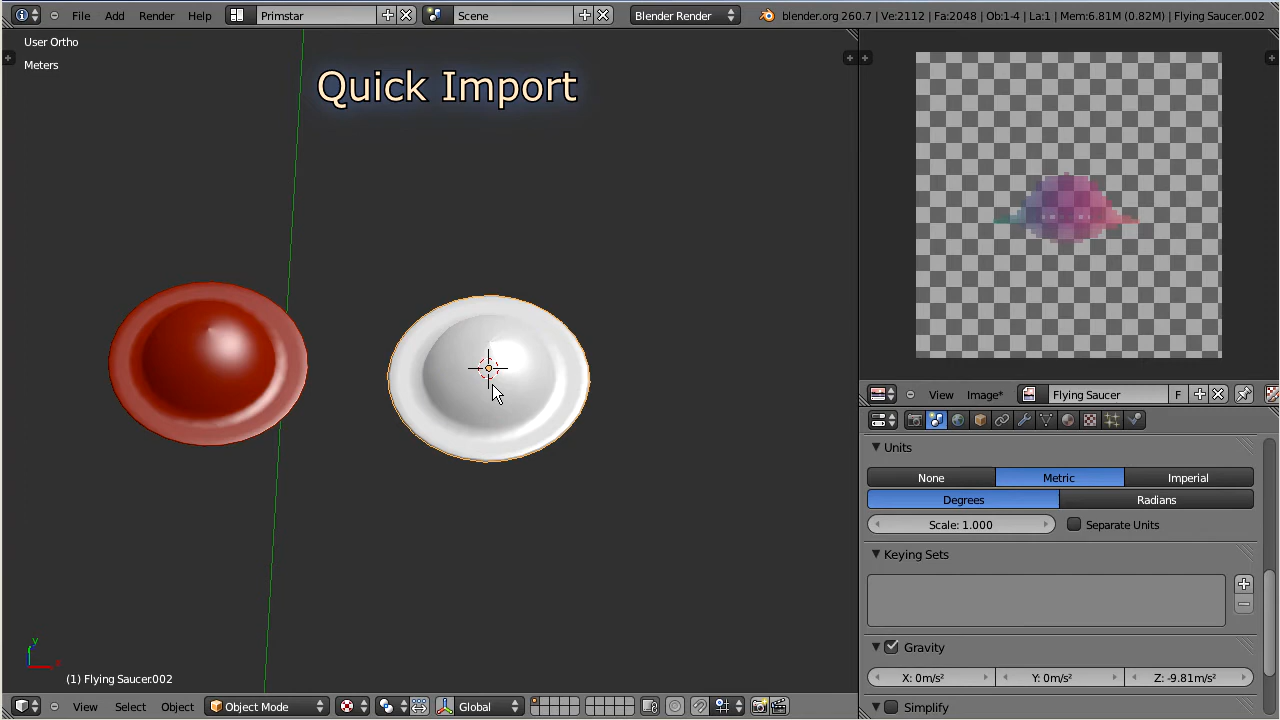 File Add Render Help Primstar Scene Blender Render blender.org 260.7 | Ve:2112 | Fa:2048 | Ob:1-4 | La:1 | Mem:6.81M (0.82M) | Flying Saucer.002
User Ortho
Meters
Quick Import
View Image* Flying Saucer F
Units
None Metric Imperial
Degrees Radians
Scale: 1.000 Separate Units
Keying Sets
Gravity
X: 0m/s² Y: 0m/s² Z: -9.81m/s²
Simplify
y
x
(1) Flying Saucer.002
View Select Object Object Mode Global